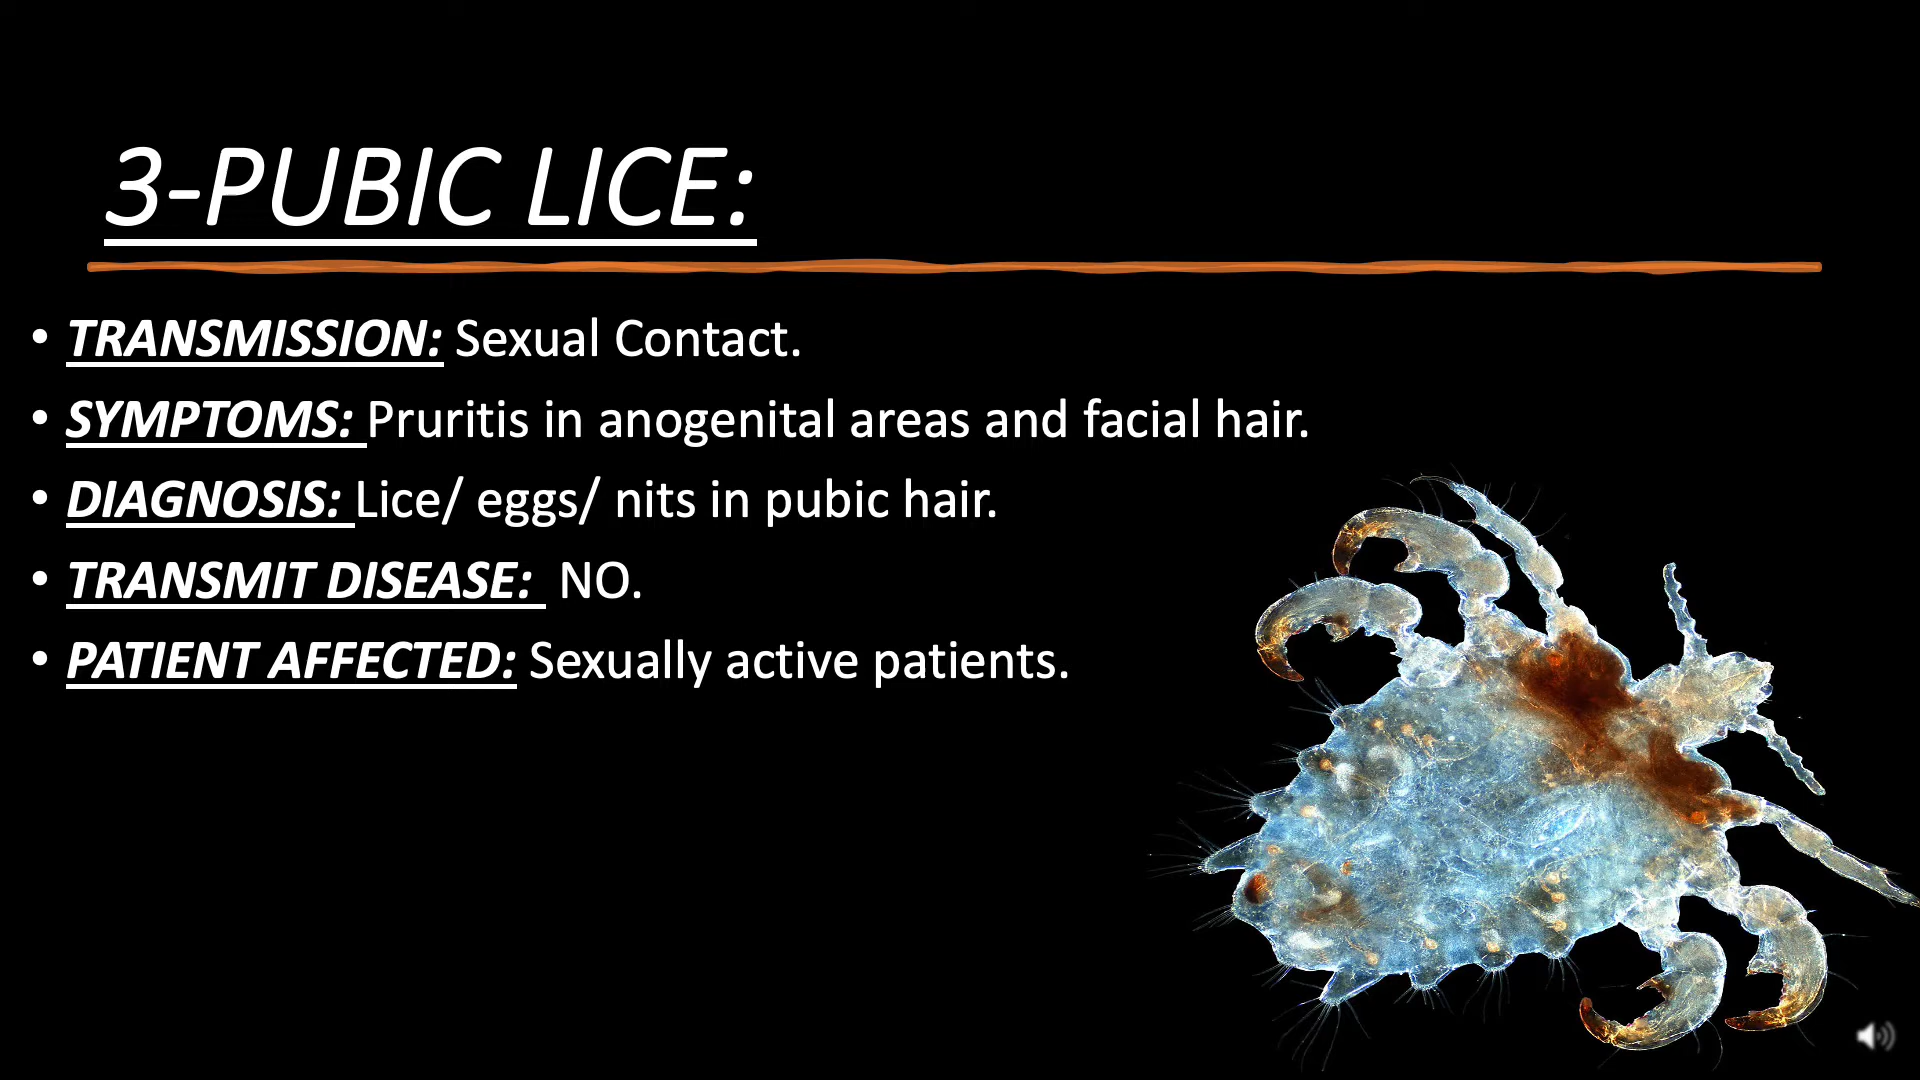 3-PUBIC LICE:
• TRANSMISSION: Sexual Contact.
• SYMPTOMS: Pruritis in anogenital areas and facial hair.
• DIAGNOSIS: Lice/ eggs/ nits in pubic hair.
• TRANSMIT DISEASE: NO.
• PATIENT AFFECTED: Sexually active patients.